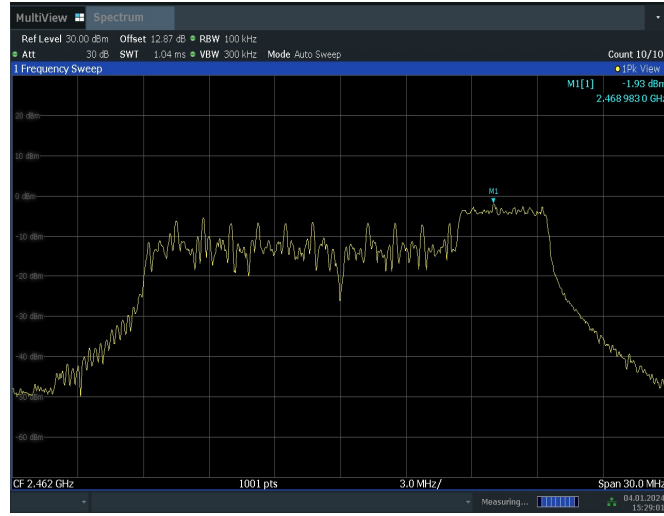 MultiView Spectrum
Ref Level 30.00 dBm Offset 12.87 dB RBW 100 kHz
Att 30 dB SWT 1.04 ms VBW 300 kHz Mode Auto Sweep Count 10/10
1 Frequency Sweep 1Pk View
M1[1] -1.93 dBm
2.468 983 0 GHz
20 dBm
10 dBm
0 dBm
M1
-10 dBm
-20 dBm
-30 dBm
-40 dBm
-50 dBm
-60 dBm
CF 2.462 GHz 1001 pts 3.0 MHz/ Span 30.0 MHz
Measuring... 04.01.2024
15:29:01